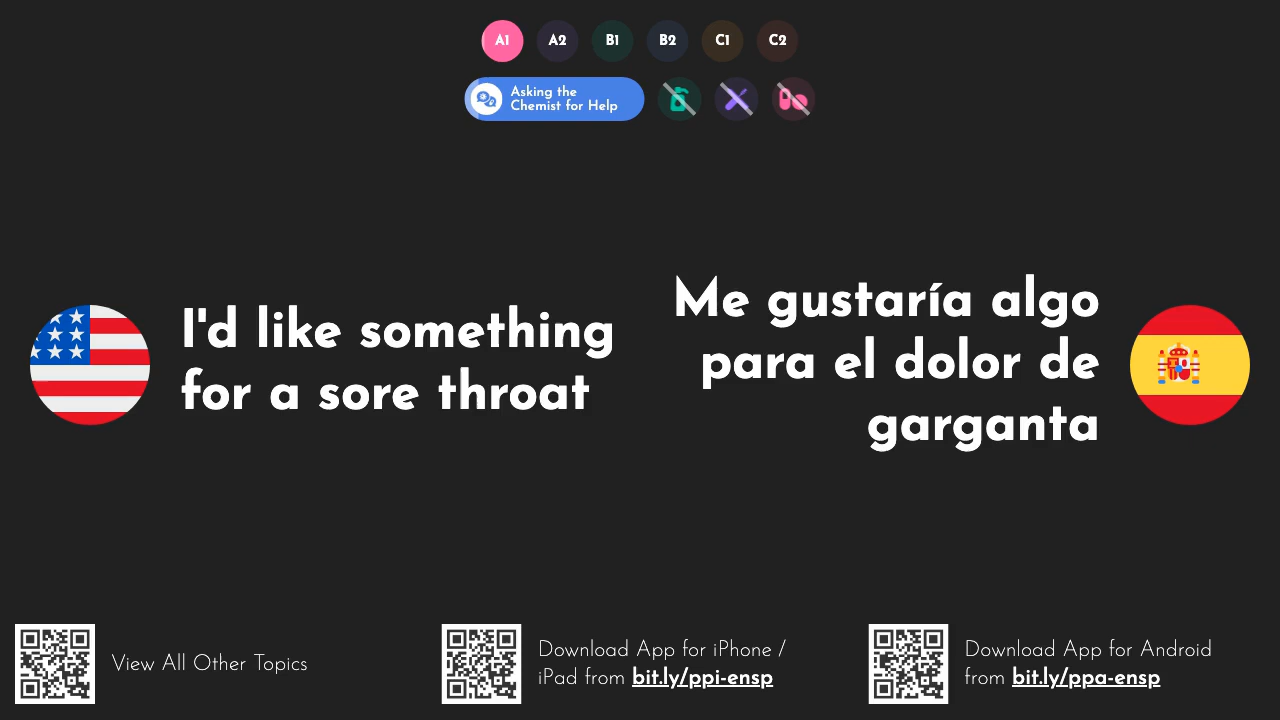 A1 A2 B1 B2 C1 C2
Asking the
Chemist for Help
I'd like something
for a sore throat
Me gustaría algo
para el dolor de
garganta
View All Other Topics
Download App for iPhone /
iPad from bit.ly/ppi-ensp
Download App for Android
from bit.ly/ppa-ensp